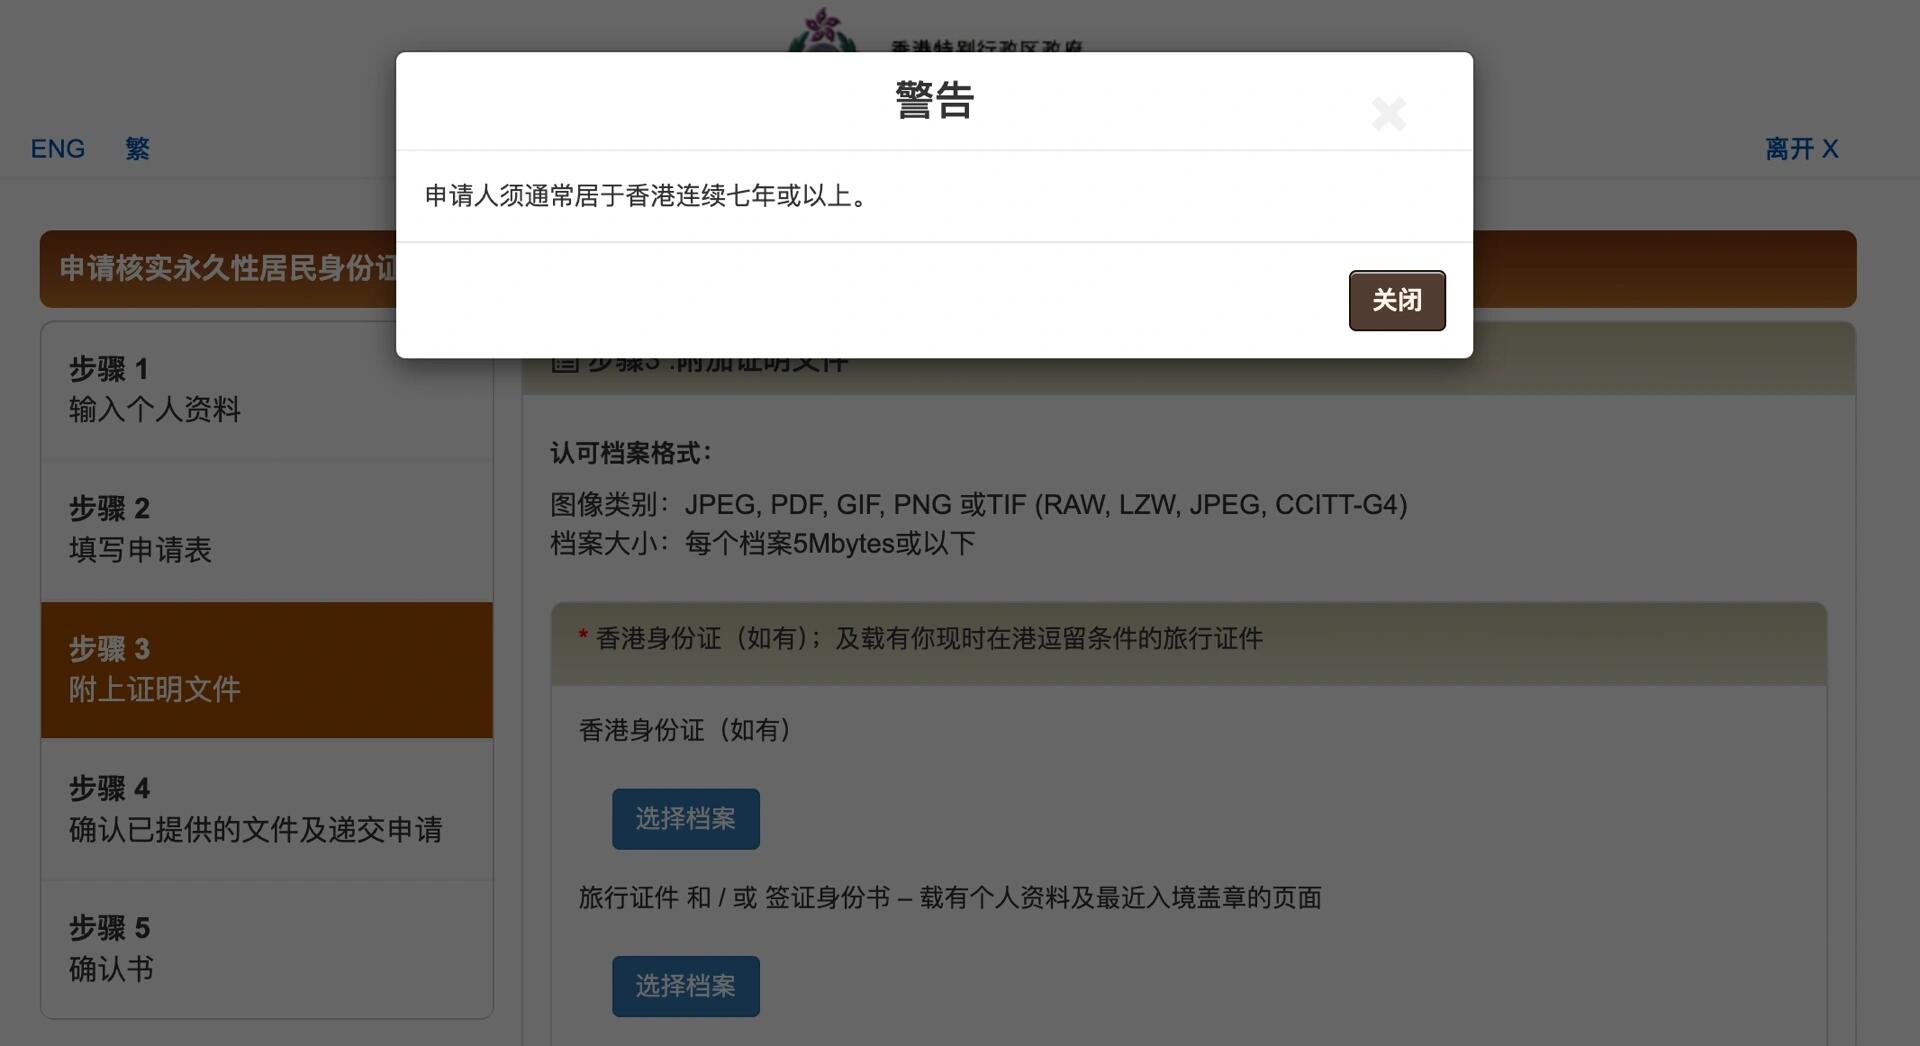 香港特别行政区政府
警告
ENG 繁
离开 X
申请人须通常居于香港连续七年或以上。
申请核实永久性居民身份证
关闭
步骤 1
输入个人资料
步骤 2
填写申请表
步骤 3
附上证明文件
步骤 4
确认已提供的文件及递交申请
步骤 5
确认书
步骤3 :附加证明文件
认可档案格式：
图像类别：JPEG, PDF, GIF, PNG 或TIF (RAW, LZW, JPEG, CCITT-G4)
档案大小：每个档案5Mbytes或以下
* 香港身份证（如有）；及载有你现时在港逗留条件的旅行证件
香港身份证（如有）
选择档案
旅行证件 和 / 或 签证身份书 – 载有个人资料及最近入境盖章的页面
选择档案